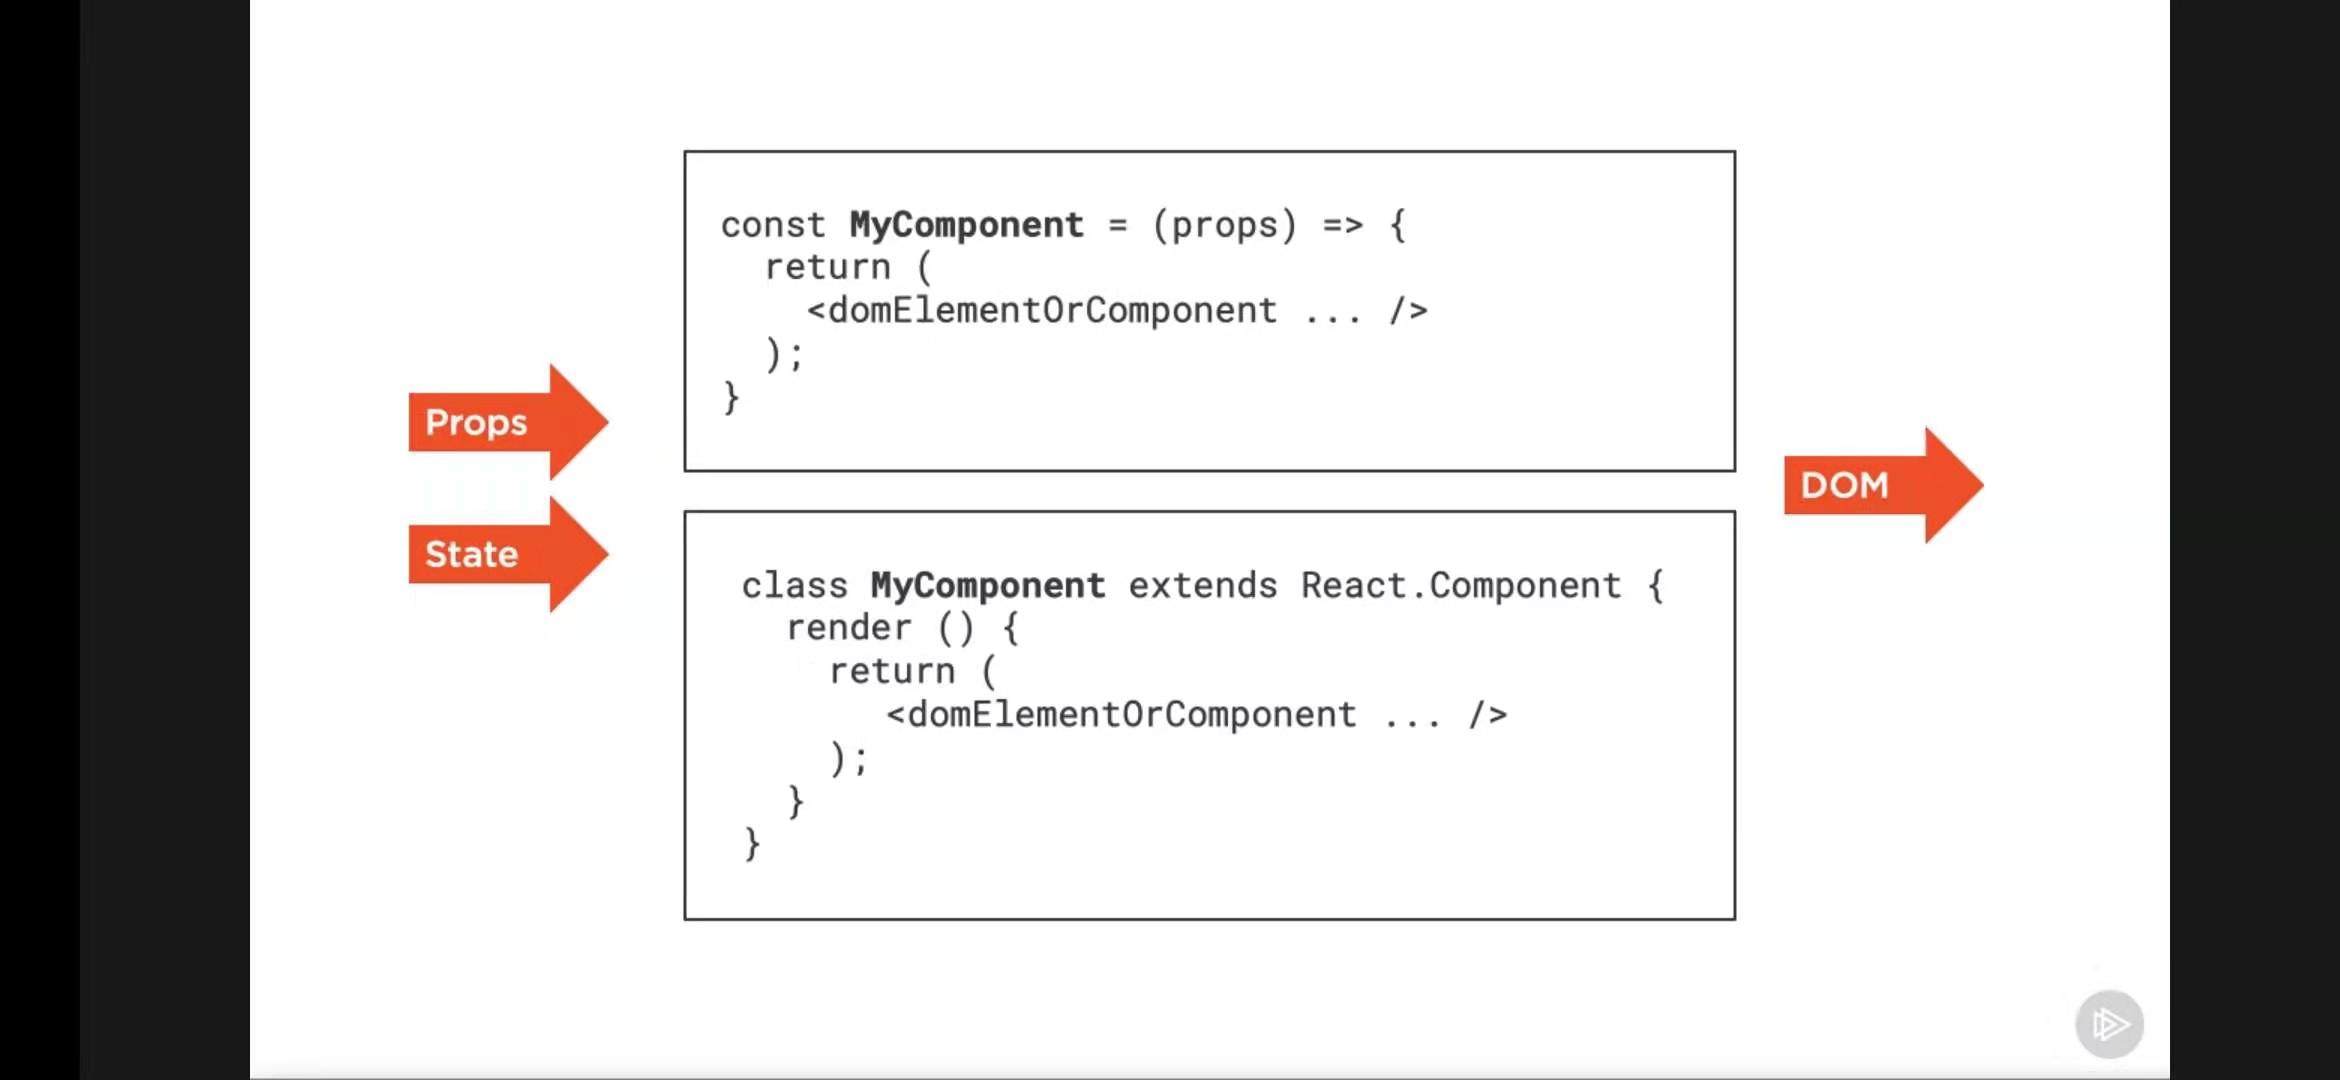 const MyComponent = (props) => {
return (
<domElementOrComponent ... />
);
}
Props
State
class MyComponent extends React.Component {
render () {
return (
<domElementOrComponent ... />
);
}
}
DOM